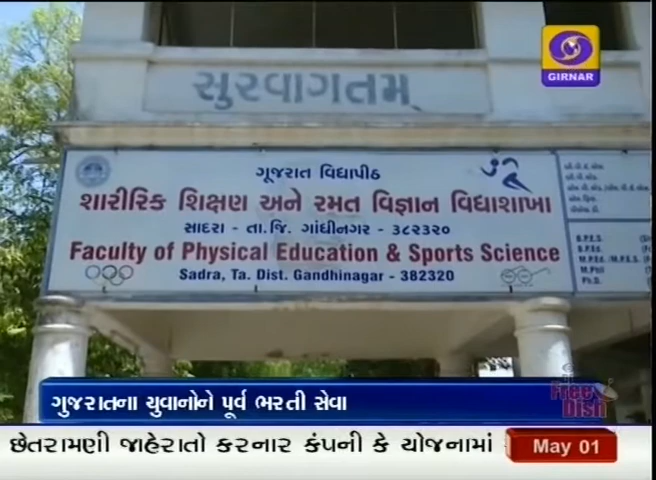 GIRNAR
સુસ્વાગતમ્
ગૂજરાત વિદ્યાપીઠ
શારીરિક શિક્ષણ અને રમત વિજ્ઞાન વિદ્યાશાખા
સાદરા - તા.જિ. ગાંધીનગર - ૩૮૨૩૨૦
Faculty of Physical Education & Sports Science
Sadra, Ta. Dist. Gandhinagar - 382320
B.P.E.S.
B.P.Ed.
M.P.Ed.
M.Phil
Ph.D.
Free Dish
ગુજરાતના યુવાનોને પૂર્વ ભરતી સેવા
છેતરામણી જાહેરાતો કરનાર કંપની કે યોજનામાં
May 01